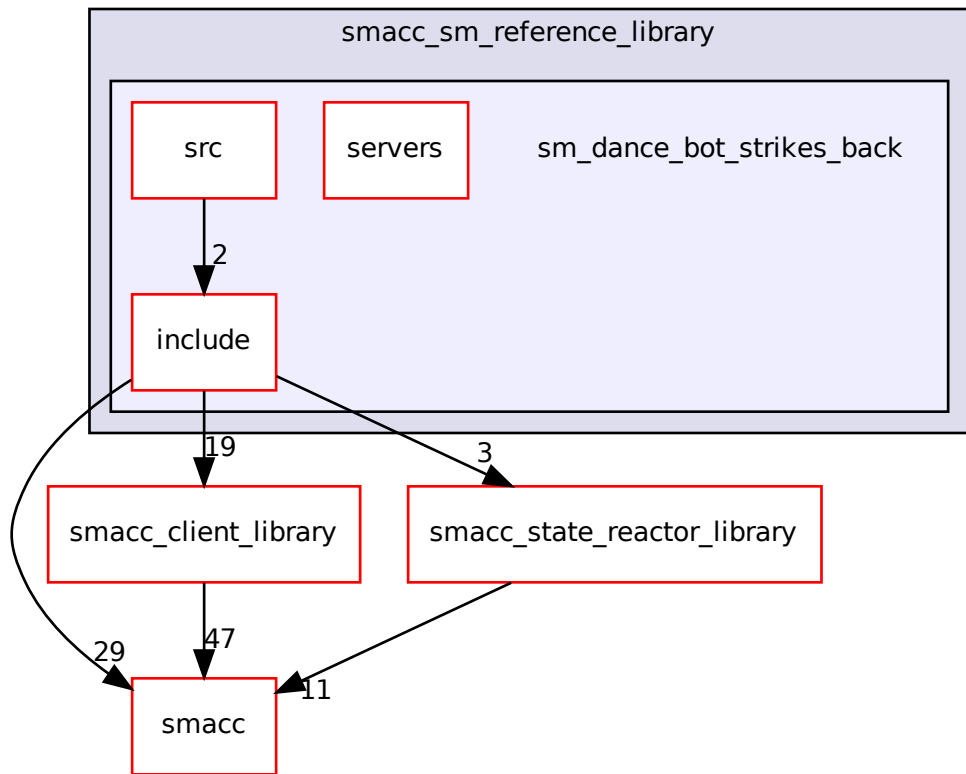 smacc_sm_reference_library
src
servers
sm_dance_bot_strikes_back
2
include
19
3
smacc_client_library
smacc_state_reactor_library
29
47
11
smacc